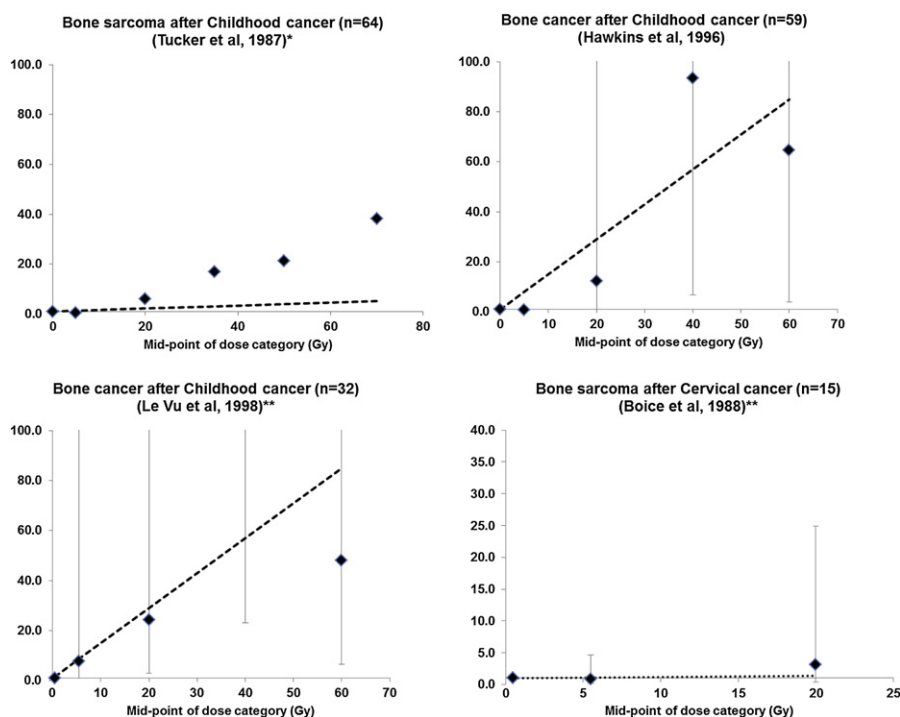 Bone sarcoma after Childhood cancer (n=64)
(Tucker et al, 1987)*
100.0
80.0
60.0
40.0
20.0
0.0
0 20 40 60 80
Mid-point of dose category (Gy)
Bone cancer after Childhood cancer (n=59)
(Hawkins et al, 1996)
100.0
80.0
60.0
40.0
20.0
0.0
0 10 20 30 40 50 60 70
Mid-point of dose category (Gy)
Bone cancer after Childhood cancer (n=32)
(Le Vu et al, 1998)**
100.0
80.0
60.0
40.0
20.0
0.0
0 10 20 30 40 50 60 70
Mid-point of dose category (Gy)
Bone sarcoma after Cervical cancer (n=15)
(Boice et al, 1988)**
40.0
35.0
30.0
25.0
20.0
15.0
10.0
5.0
0.0
0 5 10 15 20 25
Mid-point of dose category (Gy)